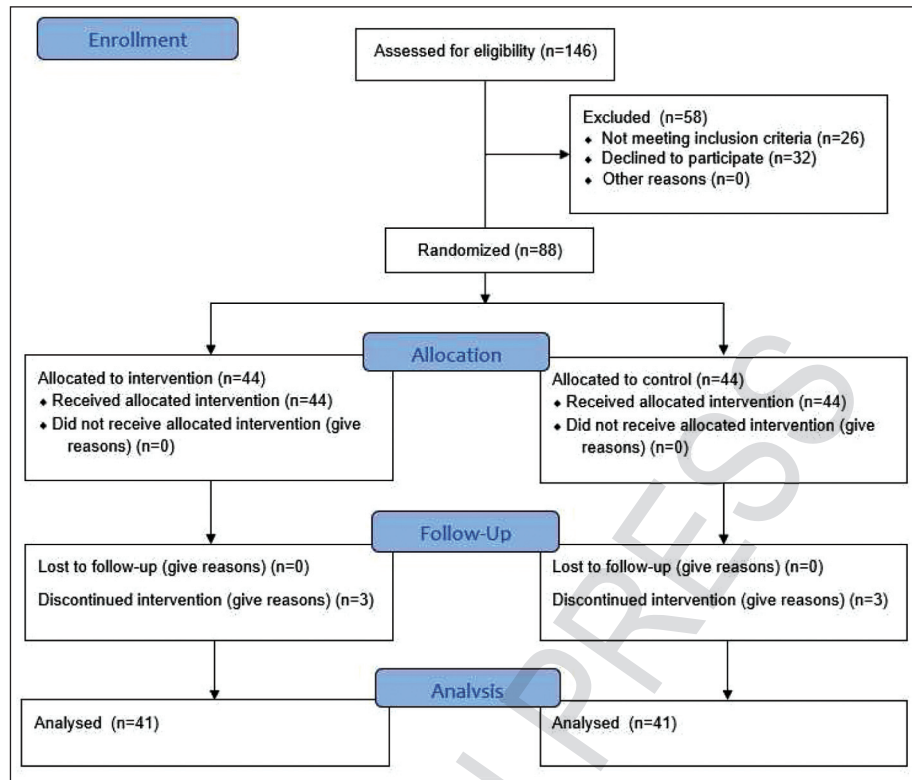 Enrollment
Assessed for eligibility (n=146)
Excluded (n=58)
♦ Not meeting inclusion criteria (n=26)
♦ Declined to participate (n=32)
♦ Other reasons (n=0)
Randomized (n=88)
Allocation
Allocated to intervention (n=44)
♦ Received allocated intervention (n=44)
♦ Did not receive allocated intervention (give
reasons) (n=0)
Allocated to control (n=44)
♦ Received allocated intervention (n=44)
♦ Did not receive allocated intervention (give
reasons) (n=0)
Follow-Up
Lost to follow-up (give reasons) (n=0)
Discontinued intervention (give reasons) (n=3)
Lost to follow-up (give reasons) (n=0)
Discontinued intervention (give reasons) (n=3)
Analysis
Analysed (n=41)
Analysed (n=41)
PRESS